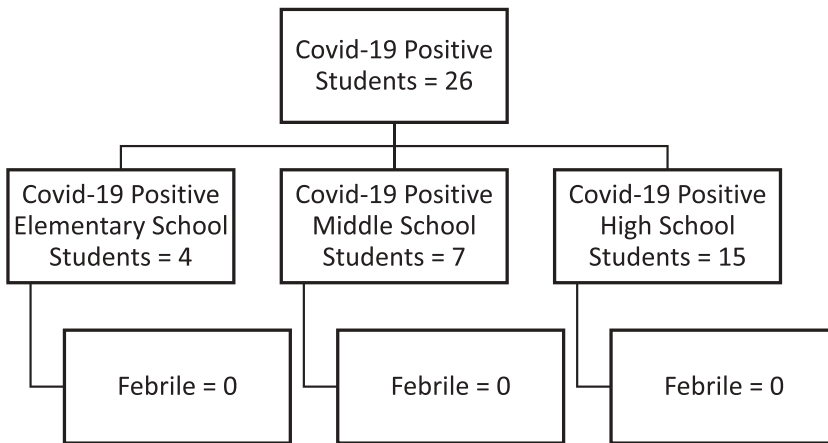 Covid-19 Positive
Students = 26
Covid-19 Positive
Elementary School
Students = 4
Covid-19 Positive
Middle School
Students = 7
Covid-19 Positive
High School
Students = 15
Febrile = 0
Febrile = 0
Febrile = 0